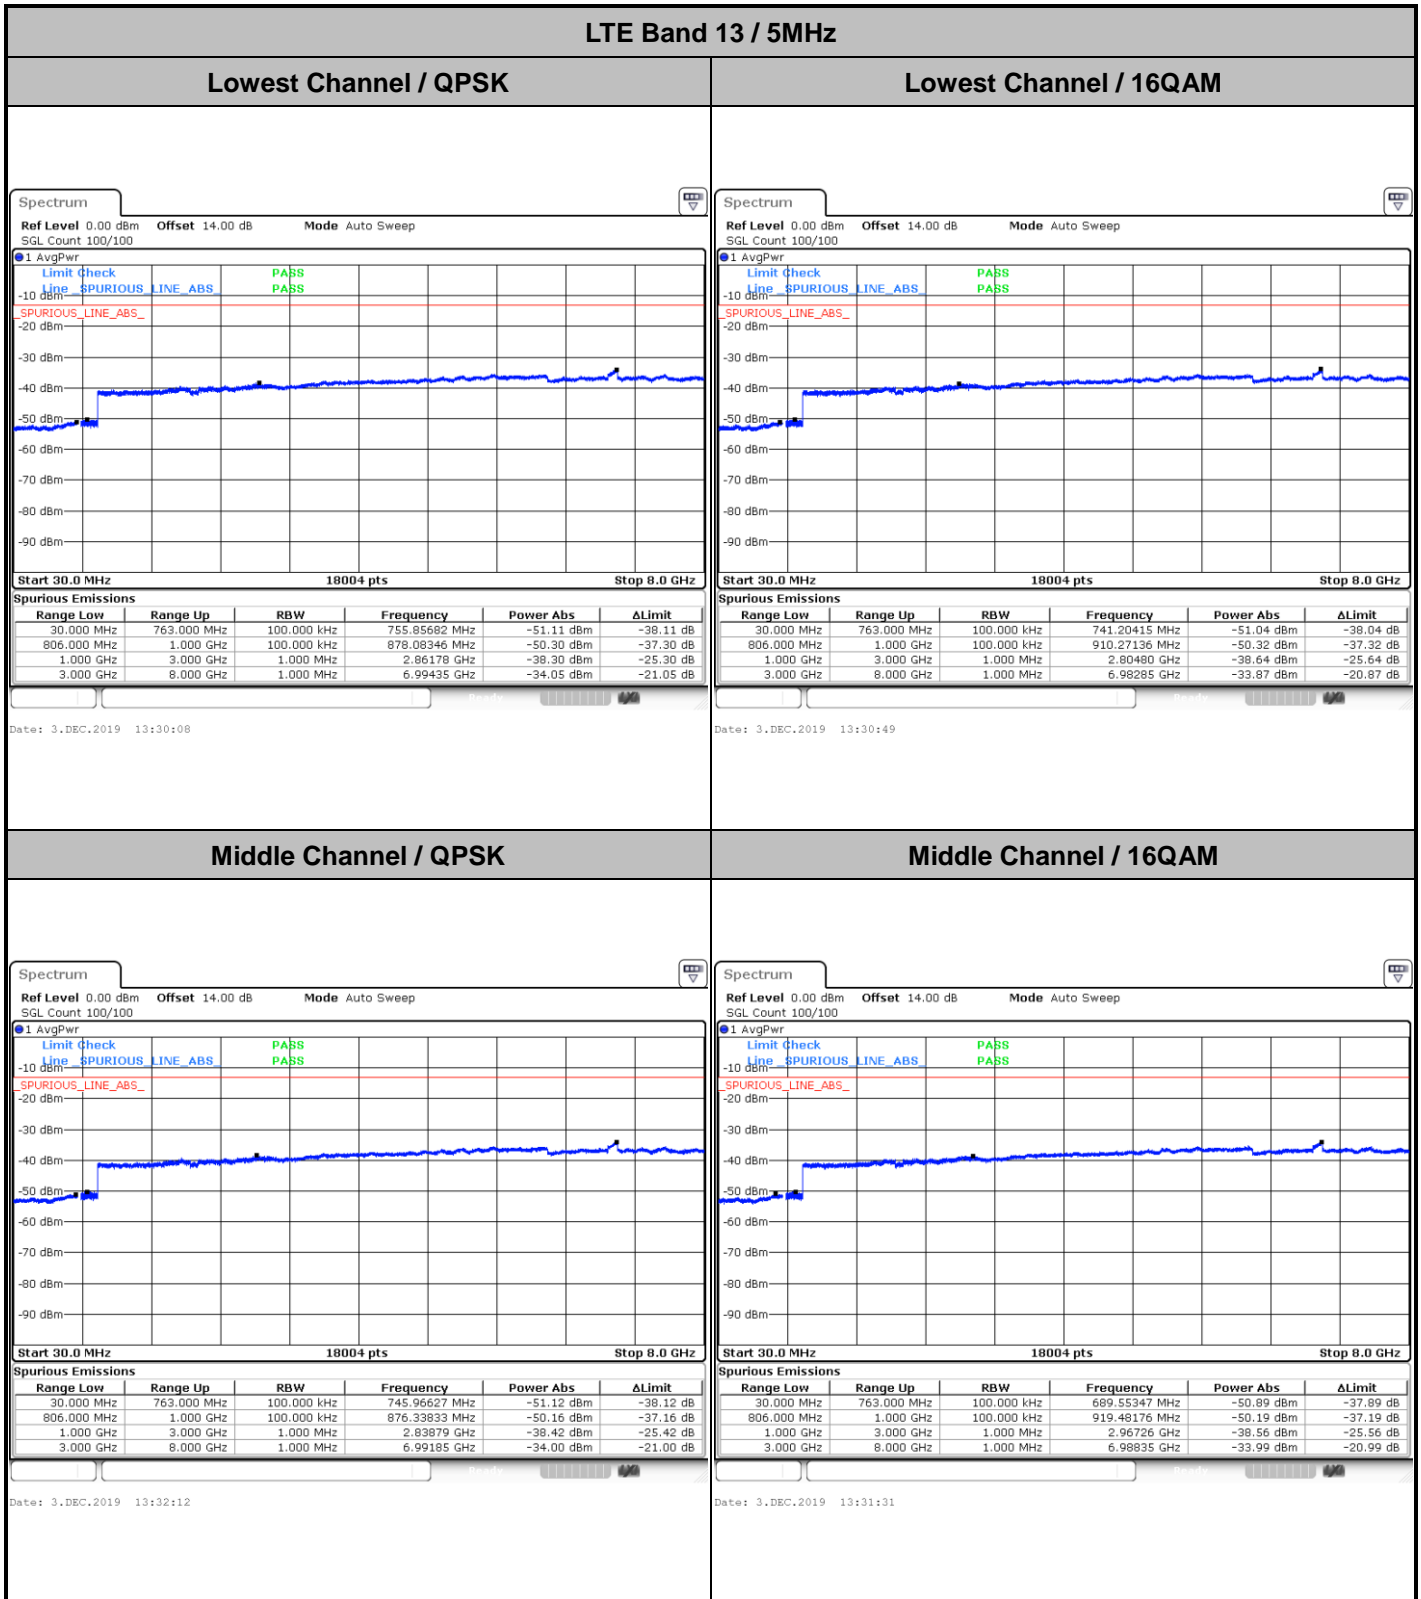 LTE Band 13 / 5MHz
Lowest Channel / QPSK
Lowest Channel / 16QAM
Spectrum
Ref Level 0.00 dBm Offset 14.00 dB Mode Auto Sweep
SGL Count 100/100
1 AvgPwr
Limit Check PASS
Line _SPURIOUS_LINE_ABS_ PASS
-10 dBm
_SPURIOUS_LINE_ABS_
-20 dBm
-30 dBm
-40 dBm
-50 dBm
-60 dBm
-70 dBm
-80 dBm
-90 dBm
Start 30.0 MHz 18004 pts Stop 8.0 GHz
Spurious Emissions
Range Low Range Up RBW Frequency Power Abs ΔLimit
30.000 MHz 763.000 MHz 100.000 kHz 755.85682 MHz -51.11 dBm -38.11 dB
806.000 MHz 1.000 GHz 100.000 kHz 878.08346 MHz -50.30 dBm -37.30 dB
1.000 GHz 3.000 GHz 1.000 MHz 2.86178 GHz -38.30 dBm -25.30 dB
3.000 GHz 8.000 GHz 1.000 MHz 6.99435 GHz -34.05 dBm -21.05 dB
Date: 3.DEC.2019 13:30:08
Spectrum
Ref Level 0.00 dBm Offset 14.00 dB Mode Auto Sweep
SGL Count 100/100
1 AvgPwr
Limit Check PASS
Line _SPURIOUS_LINE_ABS_ PASS
-10 dBm
_SPURIOUS_LINE_ABS_
-20 dBm
-30 dBm
-40 dBm
-50 dBm
-60 dBm
-70 dBm
-80 dBm
-90 dBm
Start 30.0 MHz 18004 pts Stop 8.0 GHz
Spurious Emissions
Range Low Range Up RBW Frequency Power Abs ΔLimit
30.000 MHz 763.000 MHz 100.000 kHz 741.20415 MHz -51.04 dBm -38.04 dB
806.000 MHz 1.000 GHz 100.000 kHz 910.27136 MHz -50.32 dBm -37.32 dB
1.000 GHz 3.000 GHz 1.000 MHz 2.80480 GHz -38.64 dBm -25.64 dB
3.000 GHz 8.000 GHz 1.000 MHz 6.98285 GHz -33.87 dBm -20.87 dB
Ready
Date: 3.DEC.2019 13:30:49
Middle Channel / QPSK
Middle Channel / 16QAM
Spectrum
Ref Level 0.00 dBm Offset 14.00 dB Mode Auto Sweep
SGL Count 100/100
1 AvgPwr
Limit Check PASS
Line _SPURIOUS_LINE_ABS_ PASS
-10 dBm
_SPURIOUS_LINE_ABS_
-20 dBm
-30 dBm
-40 dBm
-50 dBm
-60 dBm
-70 dBm
-80 dBm
-90 dBm
Start 30.0 MHz 18004 pts Stop 8.0 GHz
Spurious Emissions
Range Low Range Up RBW Frequency Power Abs ΔLimit
30.000 MHz 763.000 MHz 100.000 kHz 745.96627 MHz -51.12 dBm -38.12 dB
806.000 MHz 1.000 GHz 100.000 kHz 876.33833 MHz -50.16 dBm -37.16 dB
1.000 GHz 3.000 GHz 1.000 MHz 2.83879 GHz -38.42 dBm -25.42 dB
3.000 GHz 8.000 GHz 1.000 MHz 6.99185 GHz -34.00 dBm -21.00 dB
Ready
Date: 3.DEC.2019 13:32:12
Spectrum
Ref Level 0.00 dBm Offset 14.00 dB Mode Auto Sweep
SGL Count 100/100
1 AvgPwr
Limit Check PASS
Line _SPURIOUS_LINE_ABS_ PASS
-10 dBm
_SPURIOUS_LINE_ABS_
-20 dBm
-30 dBm
-40 dBm
-50 dBm
-60 dBm
-70 dBm
-80 dBm
-90 dBm
Start 30.0 MHz 18004 pts Stop 8.0 GHz
Spurious Emissions
Range Low Range Up RBW Frequency Power Abs ΔLimit
30.000 MHz 763.000 MHz 100.000 kHz 689.55347 MHz -50.89 dBm -37.89 dB
806.000 MHz 1.000 GHz 100.000 kHz 919.48176 MHz -50.19 dBm -37.19 dB
1.000 GHz 3.000 GHz 1.000 MHz 2.96726 GHz -38.56 dBm -25.56 dB
3.000 GHz 8.000 GHz 1.000 MHz 6.98835 GHz -33.99 dBm -20.99 dB
Ready
Date: 3.DEC.2019 13:31:31